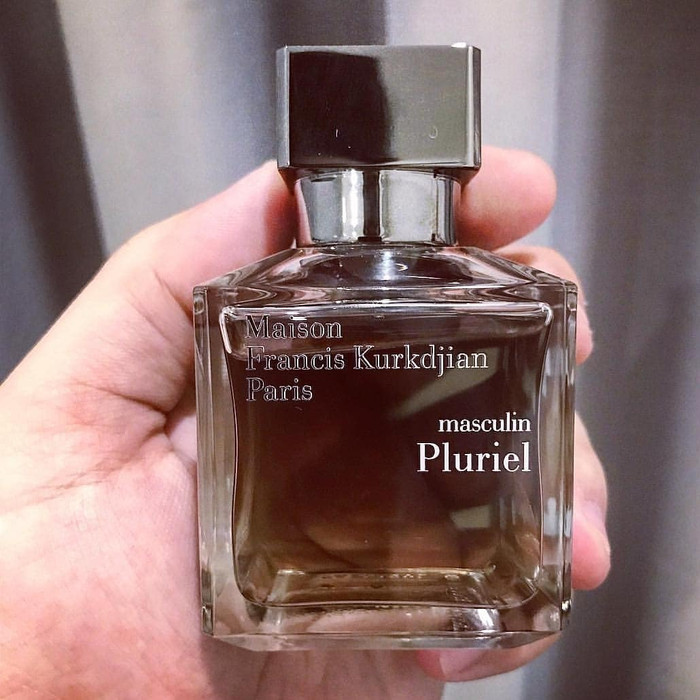 Maison
Francis Kurkdjian
Paris
masculin
Pluriel